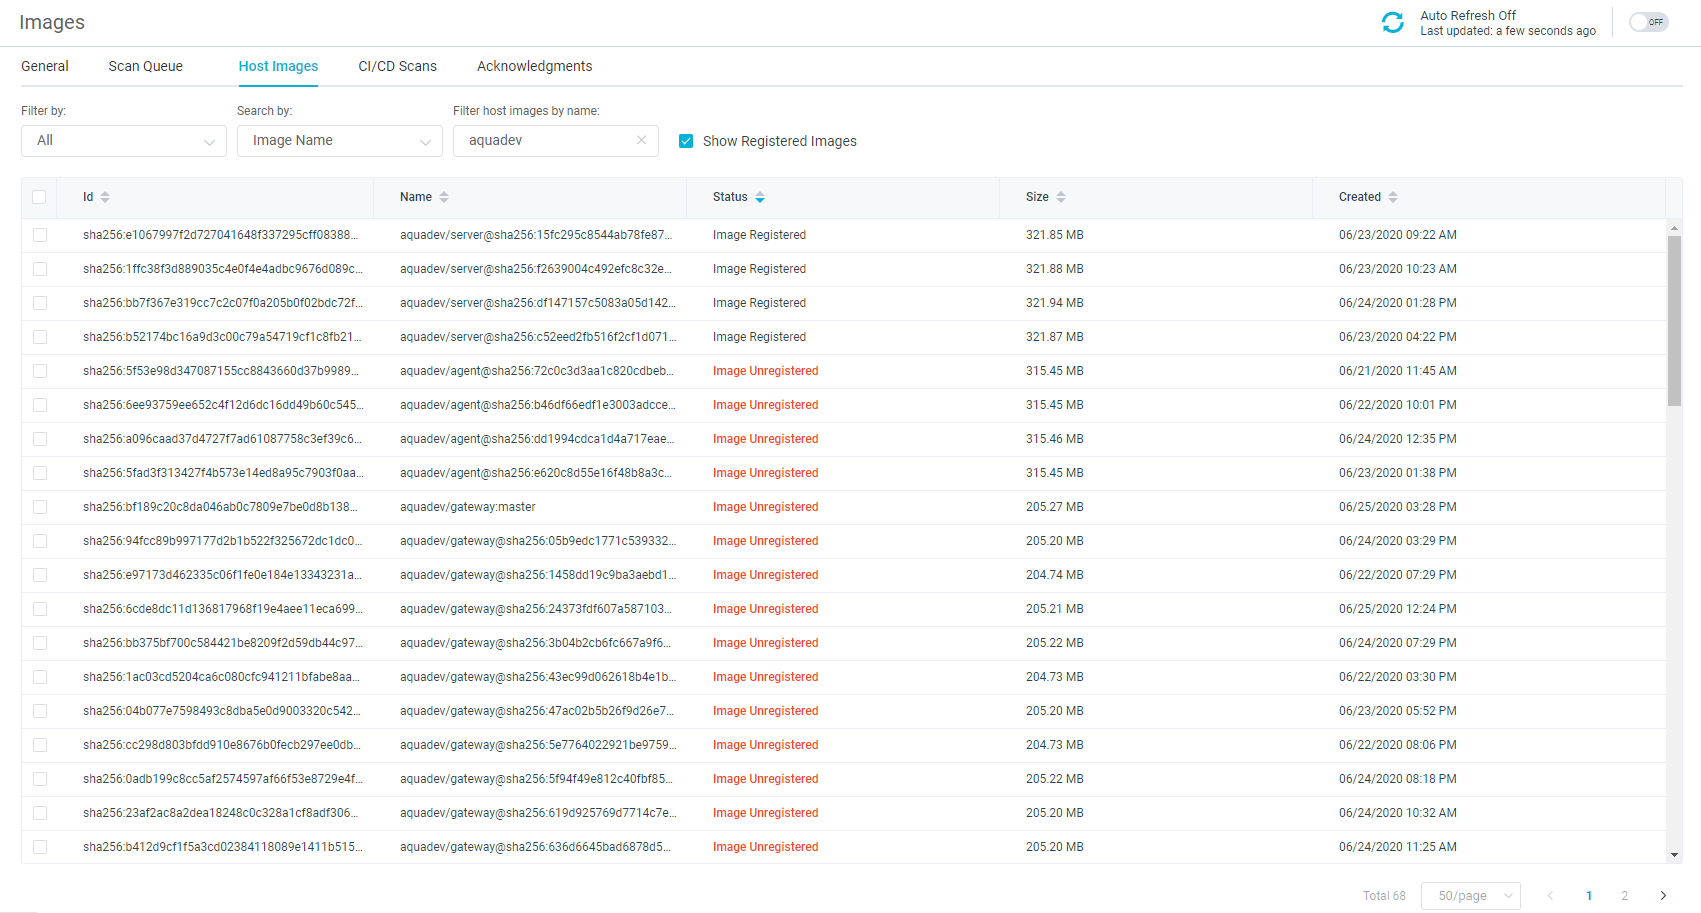 Images
Auto Refresh Off
Last updated: a few seconds ago
OFF
General Scan Queue Host Images CI/CD Scans Acknowledgments
Filter by: Search by: Filter host images by name:
All Image Name aquadev Show Registered Images
Id Name Status Size Created
sha256:e1067997f2d727041648f337295cff08388... aquadev/server@sha256:15fc295c8544ab78fe87... Image Registered 321.85 MB 06/23/2020 09:22 AM
sha256:1ffc38f3d889035c4e0f4e4adbc9676d089c... aquadev/server@sha256:f2639004c492efc8c32e... Image Registered 321.88 MB 06/23/2020 10:23 AM
sha256:bb7f367e319cc7c2c07f0a205b0f02bdc72f... aquadev/server@sha256:df147157c5083a05d142... Image Registered 321.94 MB 06/24/2020 01:28 PM
sha256:b52174bc16a9d3c00c79a54719cf1c8fb21... aquadev/server@sha256:c52eed2fb516f2cf1d071... Image Registered 321.87 MB 06/23/2020 04:22 PM
sha256:5f53e98d347087155cc8843660d37b9989... aquadev/agent@sha256:72c0c3d3aa1c820cdbeb... Image Unregistered 315.45 MB 06/21/2020 11:45 AM
sha256:6ee93759ee652c4f12d6dc16dd49b60c545... aquadev/agent@sha256:b46df66edf1e3003adcce... Image Unregistered 315.45 MB 06/22/2020 10:01 PM
sha256:a096caad37d4727f7ad61087758c3ef39c6... aquadev/agent@sha256:dd1994cdca1d4a717eae... Image Unregistered 315.46 MB 06/24/2020 12:35 PM
sha256:5fad3f313427f4b573e14ed8a95c7903f0aa... aquadev/agent@sha256:e620c8d55e16f48b8a3c... Image Unregistered 315.45 MB 06/23/2020 01:38 PM
sha256:bf189c20c8da046ab0c7809e7be0d8b138... aquadev/gateway:master Image Unregistered 205.27 MB 06/25/2020 03:28 PM
sha256:94fcc89b997177d2b1b522f325672dc1dc0... aquadev/gateway@sha256:05b9edc1771c539332... Image Unregistered 205.20 MB 06/24/2020 03:29 PM
sha256:e97173d462335c06f1fe0e184e13343231a... aquadev/gateway@sha256:1458dd19c9ba3aebd1... Image Unregistered 204.74 MB 06/22/2020 07:29 PM
sha256:6cde8dc11d136817968f19e4aee11eca699... aquadev/gateway@sha256:24373fdf607a587103... Image Unregistered 205.21 MB 06/25/2020 12:24 PM
sha256:bb375bf700c584421be8209f2d59db44c97... aquadev/gateway@sha256:3b04b2cb6fc667a9f6... Image Unregistered 205.22 MB 06/24/2020 07:29 PM
sha256:1ac03cd5204ca6c080cfc941211bfabe8aa... aquadev/gateway@sha256:43ec99d062618b4e1b... Image Unregistered 204.73 MB 06/22/2020 03:30 PM
sha256:04b077e7598493c8dba5e0d9003320c542... aquadev/gateway@sha256:47ac02b5b26f9d26e7... Image Unregistered 205.20 MB 06/23/2020 05:52 PM
sha256:cc298d803bfdd910e8676b0fecb297ee0db... aquadev/gateway@sha256:5e7764022921be9759... Image Unregistered 204.73 MB 06/22/2020 08:06 PM
sha256:0adb199c8cc5af2574597af66f53e8729e4f... aquadev/gateway@sha256:5f94f49e812c40fbf85... Image Unregistered 205.22 MB 06/24/2020 08:18 PM
sha256:23af2ac8a2dea18248c0c328a1cf8adf306... aquadev/gateway@sha256:619d925769d7714c7e... Image Unregistered 205.20 MB 06/24/2020 10:32 AM
sha256:b412d9cf1f5a3cd02384118089e1411b515... aquadev/gateway@sha256:636d6645bad6878d5... Image Unregistered 205.20 MB 06/24/2020 11:25 AM
Total 68 50/page 1 2